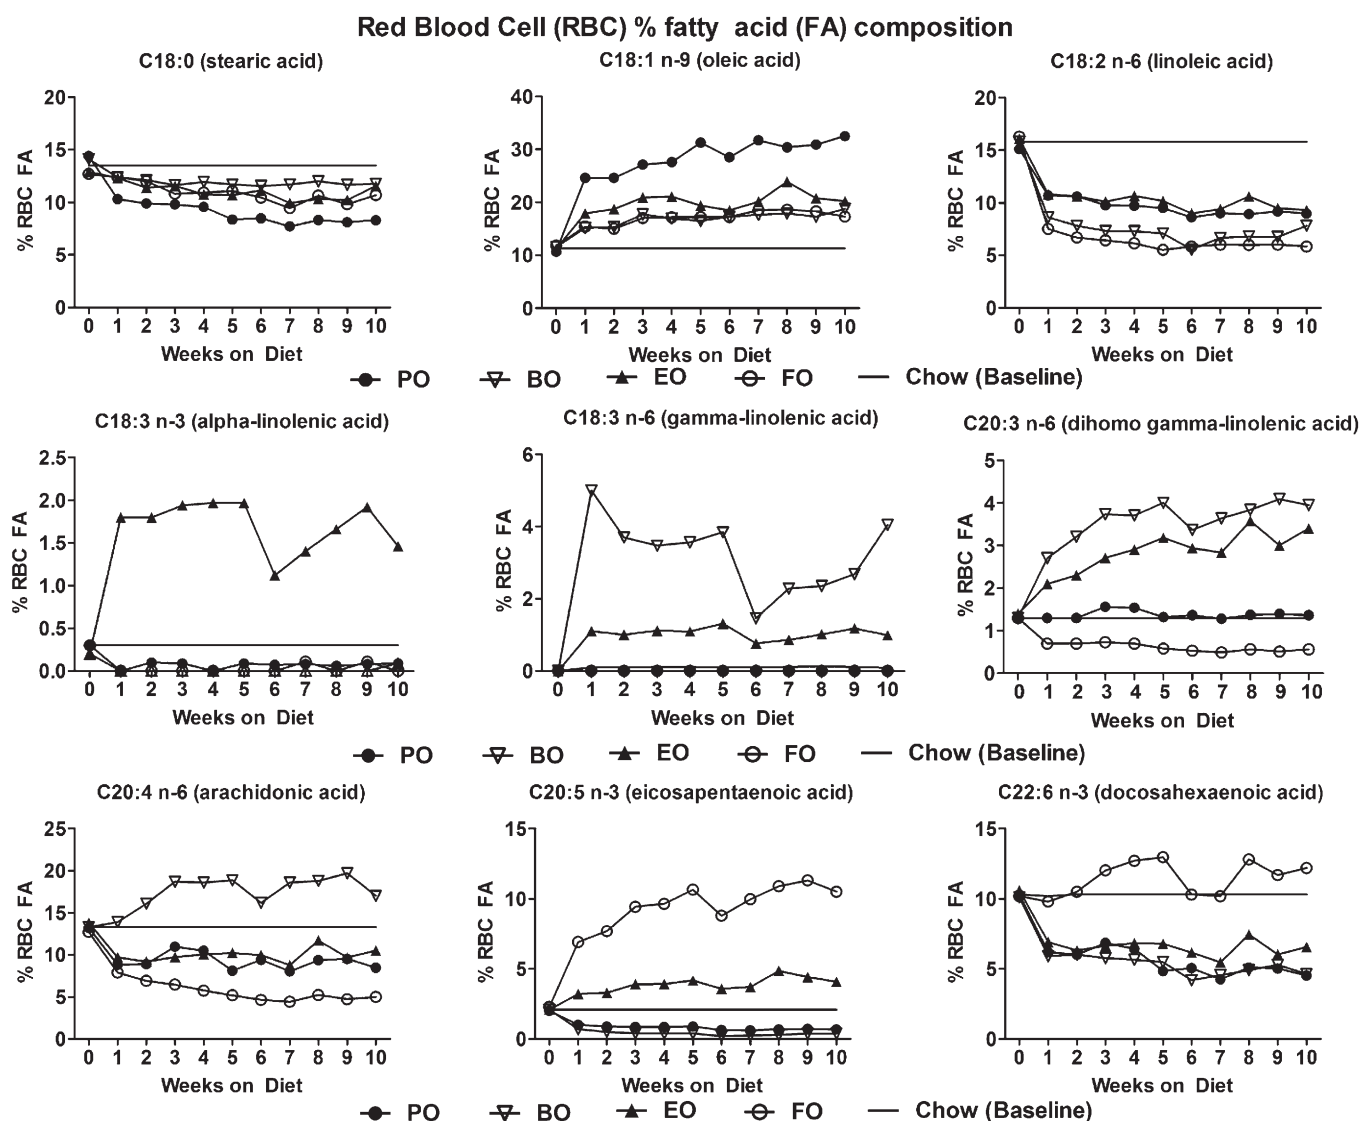 Red Blood Cell (RBC) % fatty acid (FA) composition
C18:0 (stearic acid)
C18:1 n-9 (oleic acid)
C18:2 n-6 (linoleic acid)
% RBC FA
20
15
10
5
0
0 1 2 3 4 5 6 7 8 9 10
Weeks on Diet
% RBC FA
40
30
20
10
0
0 1 2 3 4 5 6 7 8 9 10
Weeks on Diet
% RBC FA
20
15
10
5
0
0 1 2 3 4 5 6 7 8 9 10
Weeks on Diet
PO BO EO FO Chow (Baseline)
C18:3 n-3 (alpha-linolenic acid)
C18:3 n-6 (gamma-linolenic acid)
C20:3 n-6 (dihomo gamma-linolenic acid)
% RBC FA
2.5
2.0
1.5
1.0
0.5
0.0
0 1 2 3 4 5 6 7 8 9 10
Weeks on Diet
% RBC FA
6
4
2
0
0 1 2 3 4 5 6 7 8 9 10
Weeks on Diet
% RBC FA
5
4
3
2
1
0
0 1 2 3 4 5 6 7 8 9 10
Weeks on Diet
PO BO EO FO Chow (Baseline)
C20:4 n-6 (arachidonic acid)
C20:5 n-3 (eicosapentaenoic acid)
C22:6 n-3 (docosahexaenoic acid)
% RBC FA
25
20
15
10
5
0
0 1 2 3 4 5 6 7 8 9 10
Weeks on Diet
% RBC FA
15
10
5
0
0 1 2 3 4 5 6 7 8 9 10
Weeks on Diet
% RBC FA
15
10
5
0
0 1 2 3 4 5 6 7 8 9 10
Weeks on Diet
PO BO EO FO Chow (Baseline)